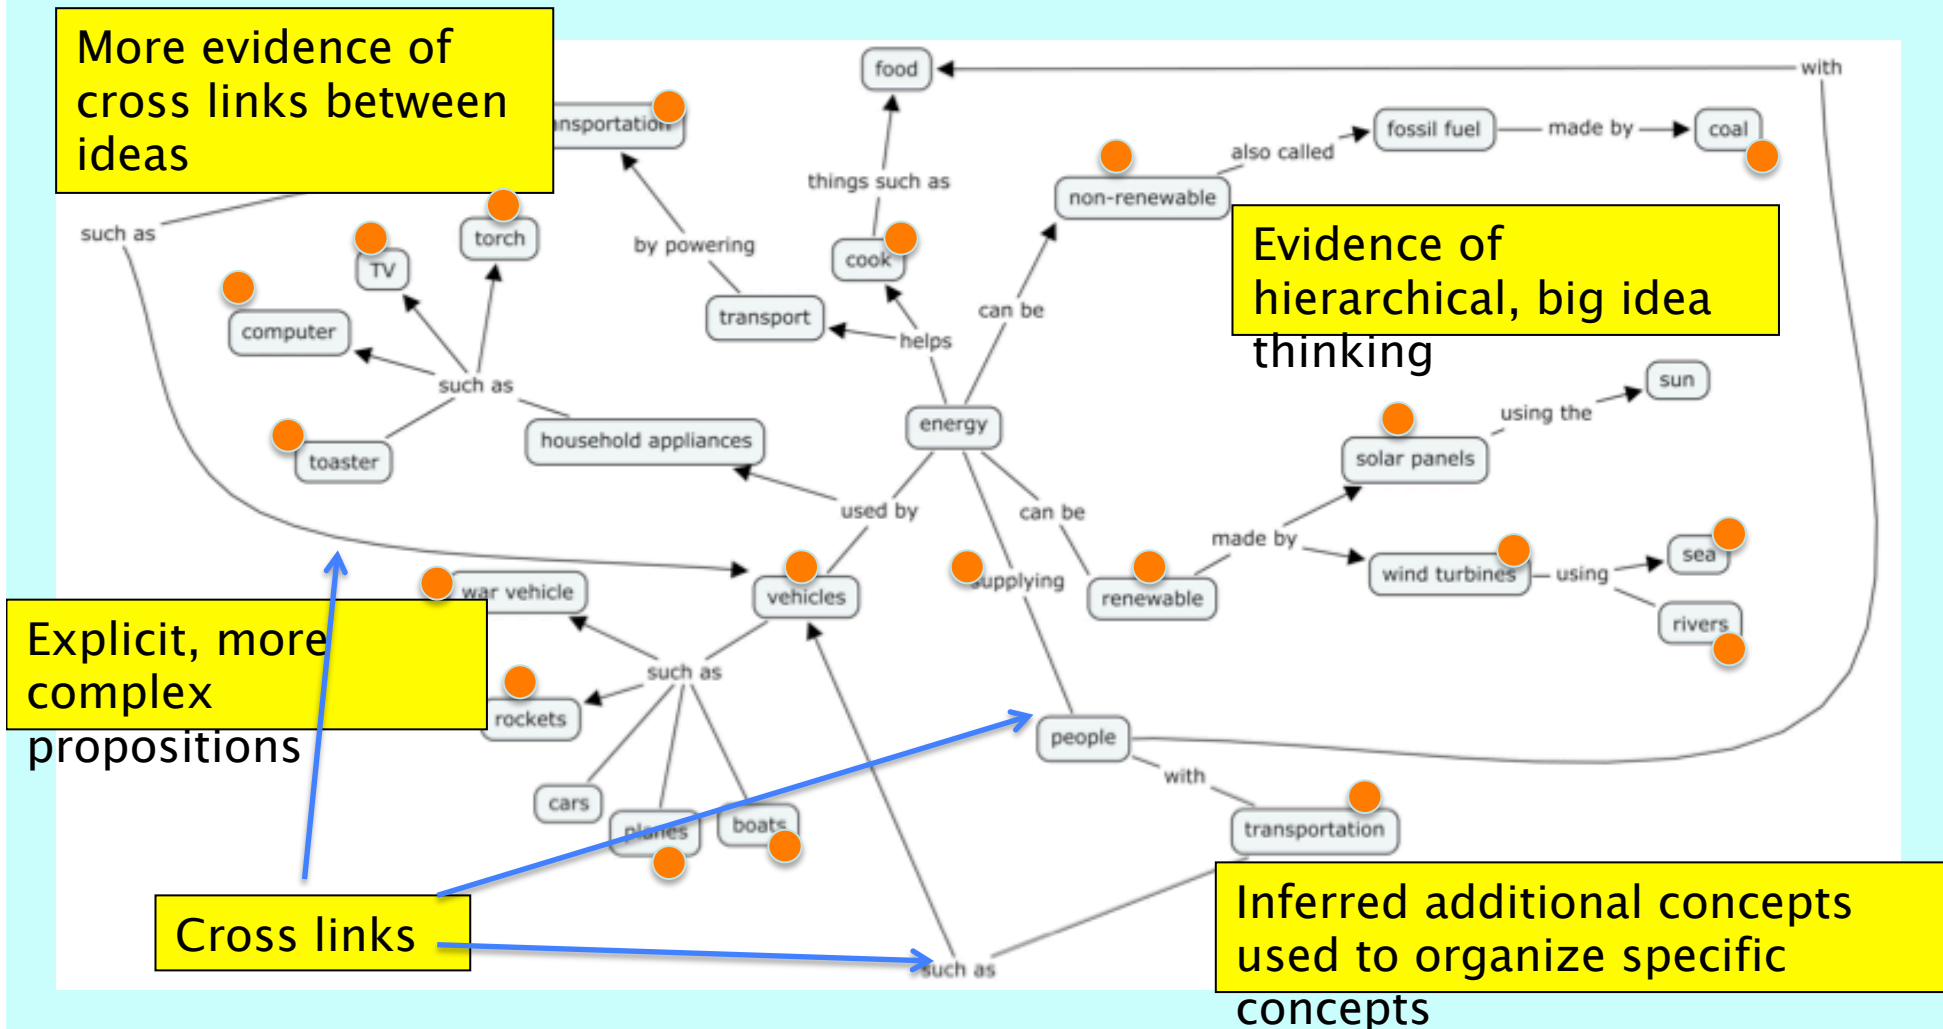 More evidence of
cross links between
ideas
food
with
ansportation
fossil fuel
made by
coal
also called
things such as
non-renewable
such as
torch
by powering
cook
TV
Evidence of
hierarchical, big idea
thinking
computer
transport
can be
helps
such as
sun
using the
energy
household appliances
toaster
solar panels
used by
can be
made by
sea
wind turbines
using
supplying
war vehicle
vehicles
renewable
rivers
Explicit, more
complex
propositions
such as
rockets
people
with
cars
planes
boats
transportation
Cross links
such as
Inferred additional concepts
used to organize specific
concepts